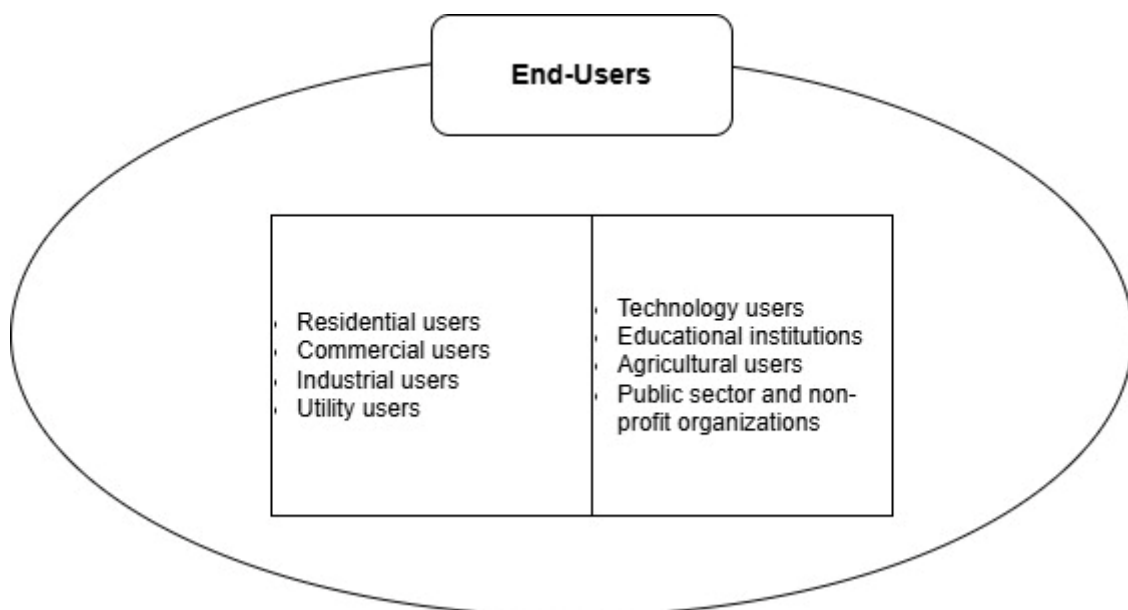 End-Users
Residential users
Commercial users
Industrial users
Utility users
Technology users
Educational institutions
Agricultural users
Public sector and non-
profit organizations